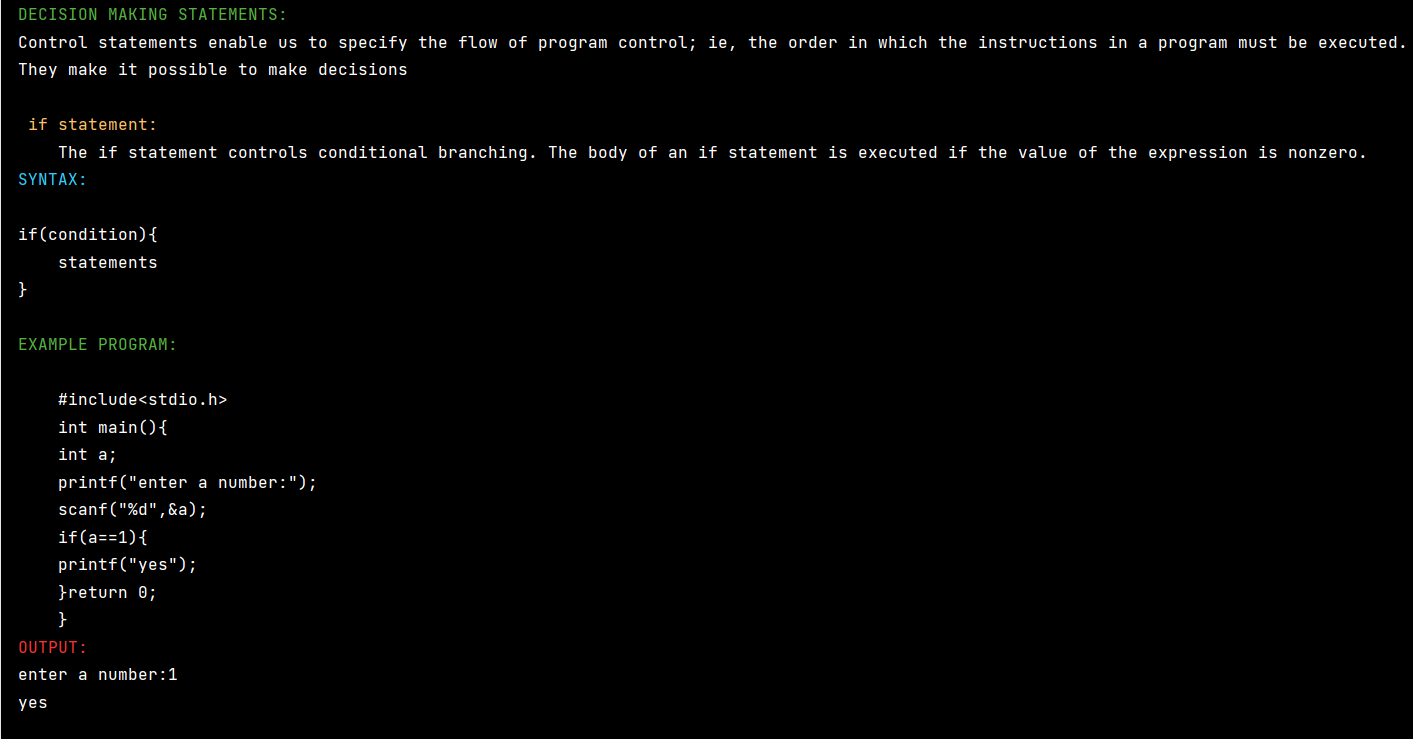 DECISION MAKING STATEMENTS:
Control statements enable us to specify the flow of program control; ie, the order in which the instructions in a program must be executed.
They make it possible to make decisions
if statement:
The if statement controls conditional branching. The body of an if statement is executed if the value of the expression is nonzero.
SYNTAX:
if(condition){
statements
}
EXAMPLE PROGRAM:
#include<stdio.h>
int main(){
int a;
printf("enter a number:");
scanf("%d",&a);
if(a==1){
printf("yes");
}return 0;
}
OUTPUT:
enter a number:1
yes